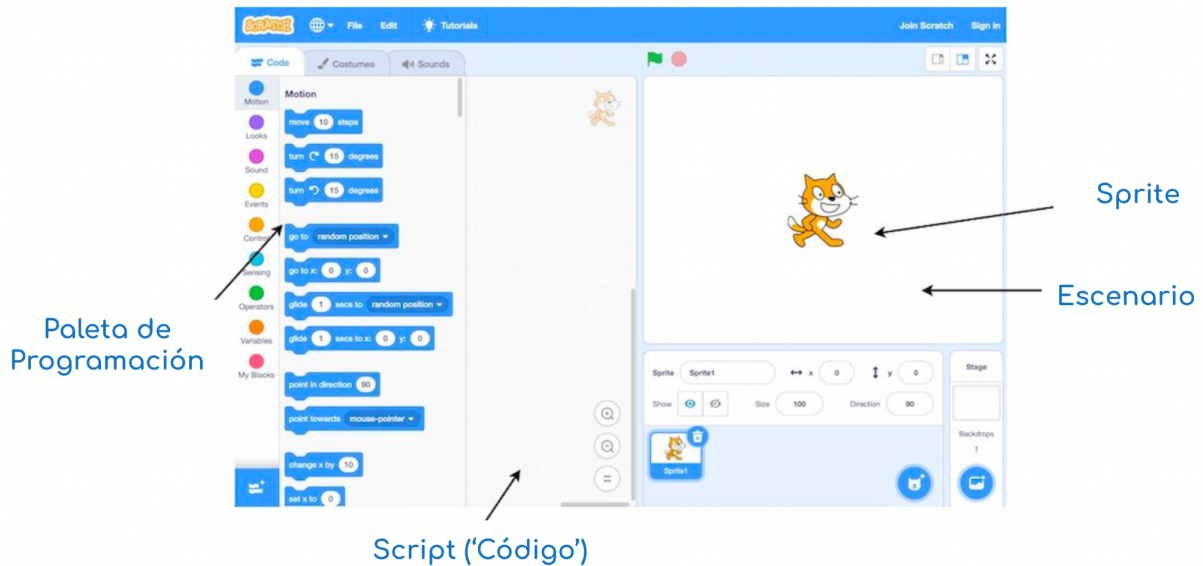 SCRATCH
File
Edit
Tutorials
Join Scratch
Sign in
Code
Costumes
Sounds
Motion
Looks
Sound
Events
Control
Sensing
Operators
Variables
My Blocks
Motion
move 10 steps
turn 15 degrees
turn 15 degrees
go to random position
go to x: 0 y: 0
glide 1 secs to random position
glide 1 secs to x: 0 y: 0
point in direction 90
point towards mouse-pointer
change x by 10
set x to 0
Sprite Sprite1 x 0 y 0
Show Size 100 Direction 90
Sprite1
Stage
Backdrops
1
Sprite
Escenario
Paleta de
Programación
Script (‘Código’)